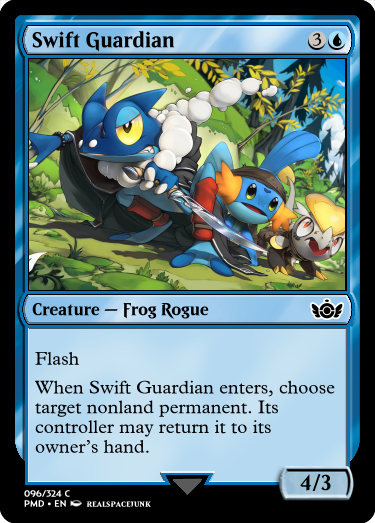 Swift Guardian 3
Creature — Frog Rogue
Flash
When Swift Guardian enters, choose
target nonland permanent. Its
controller may return it to its
owner's hand.
4/3
096/324 C
PMD • EN REALSPACEJUNK